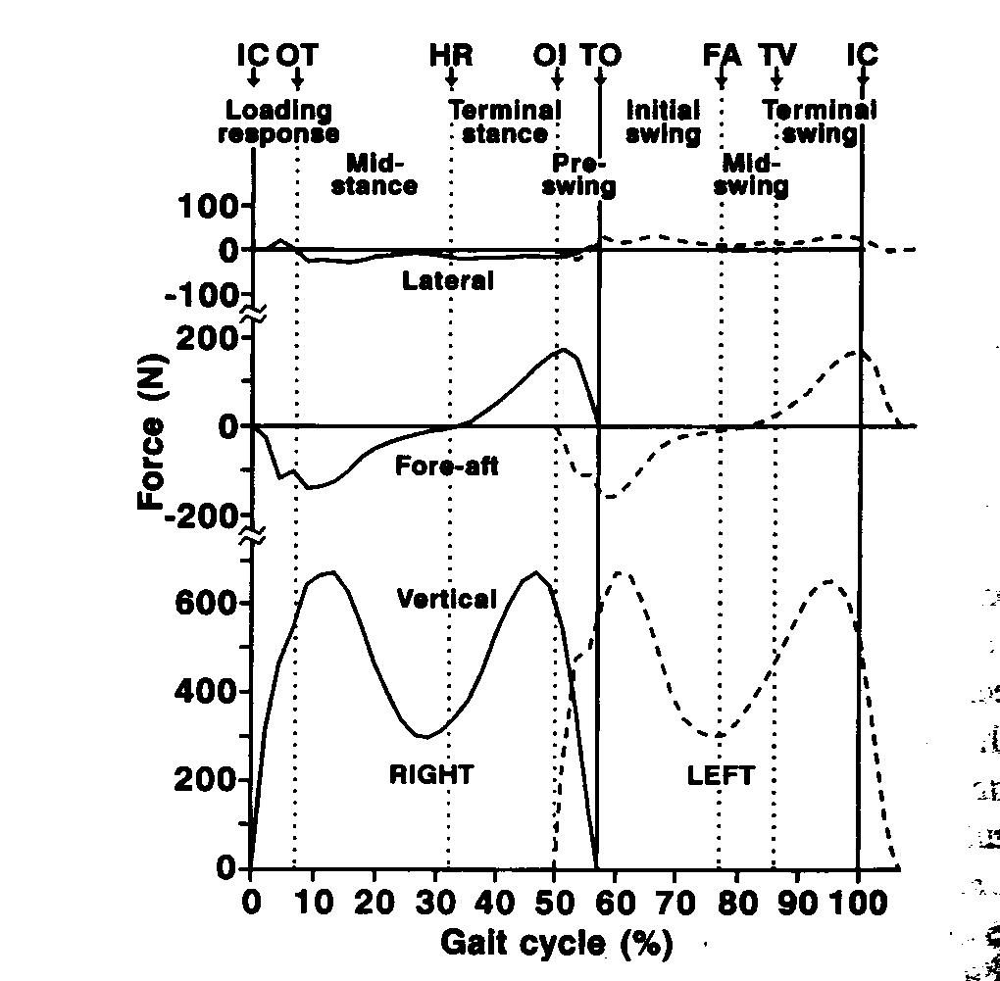 IC OT HR OI TO FA TV IC
Loading response
Mid-stance
Terminal stance
Pre-swing
Initial swing
Mid-swing
Terminal swing
100
0
-100
Lateral
200
0
-200
Fore-aft
Force (N)
600
400
200
0
Vertical
RIGHT
LEFT
0 10 20 30 40 50 60 70 80 90 100
Gait cycle (%)